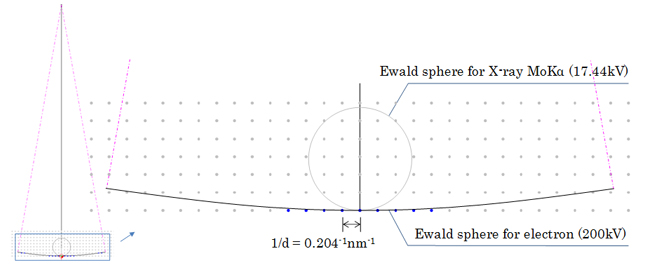 Ewald sphere for X-ray MoKα (17.44kV)
1/d = 0.204⁻¹nm⁻¹
Ewald sphere for electron (200kV)